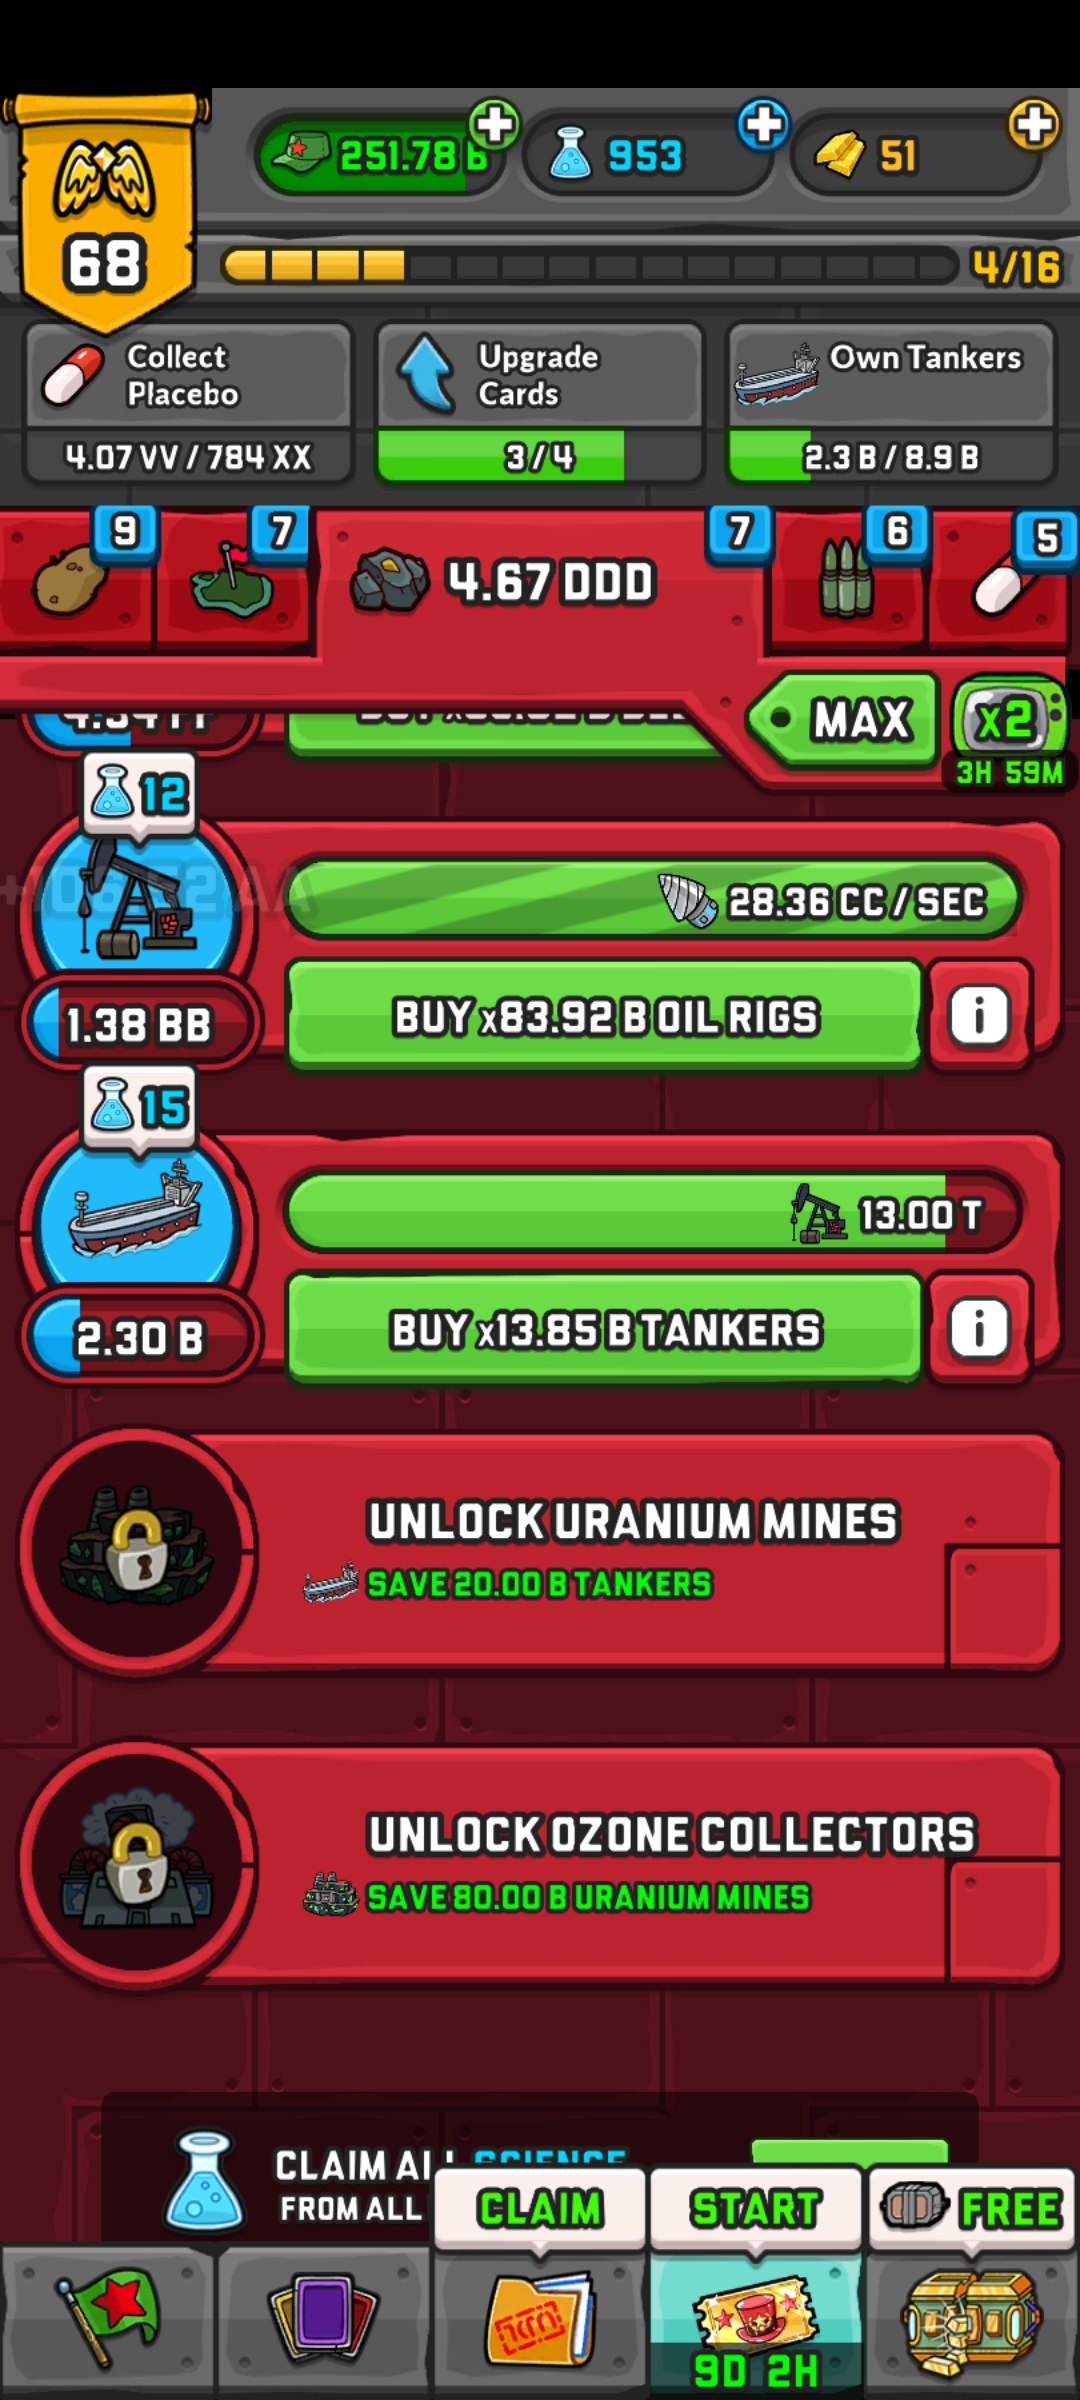 251.78 B
953
51
68
4/16
Collect
Placebo
4.07 VV / 784 XX
Upgrade
Cards
3/4
Own Tankers
2.3 B / 8.9 B
9
7
4.67 DDD
7
6
5
MAX
x2
3H 59M
12
28.36 CC / SEC
1.38 BB
BUY x83.92 B OIL RIGS
i
15
13.00 T
2.30 B
BUY x13.85 B TANKERS
i
UNLOCK URANIUM MINES
SAVE 20.00 B TANKERS
UNLOCK OZONE COLLECTORS
SAVE 80.00 B URANIUM MINES
CLAIM ALL SCIENCE
FROM ALL
CLAIM
START
FREE
9D 2H